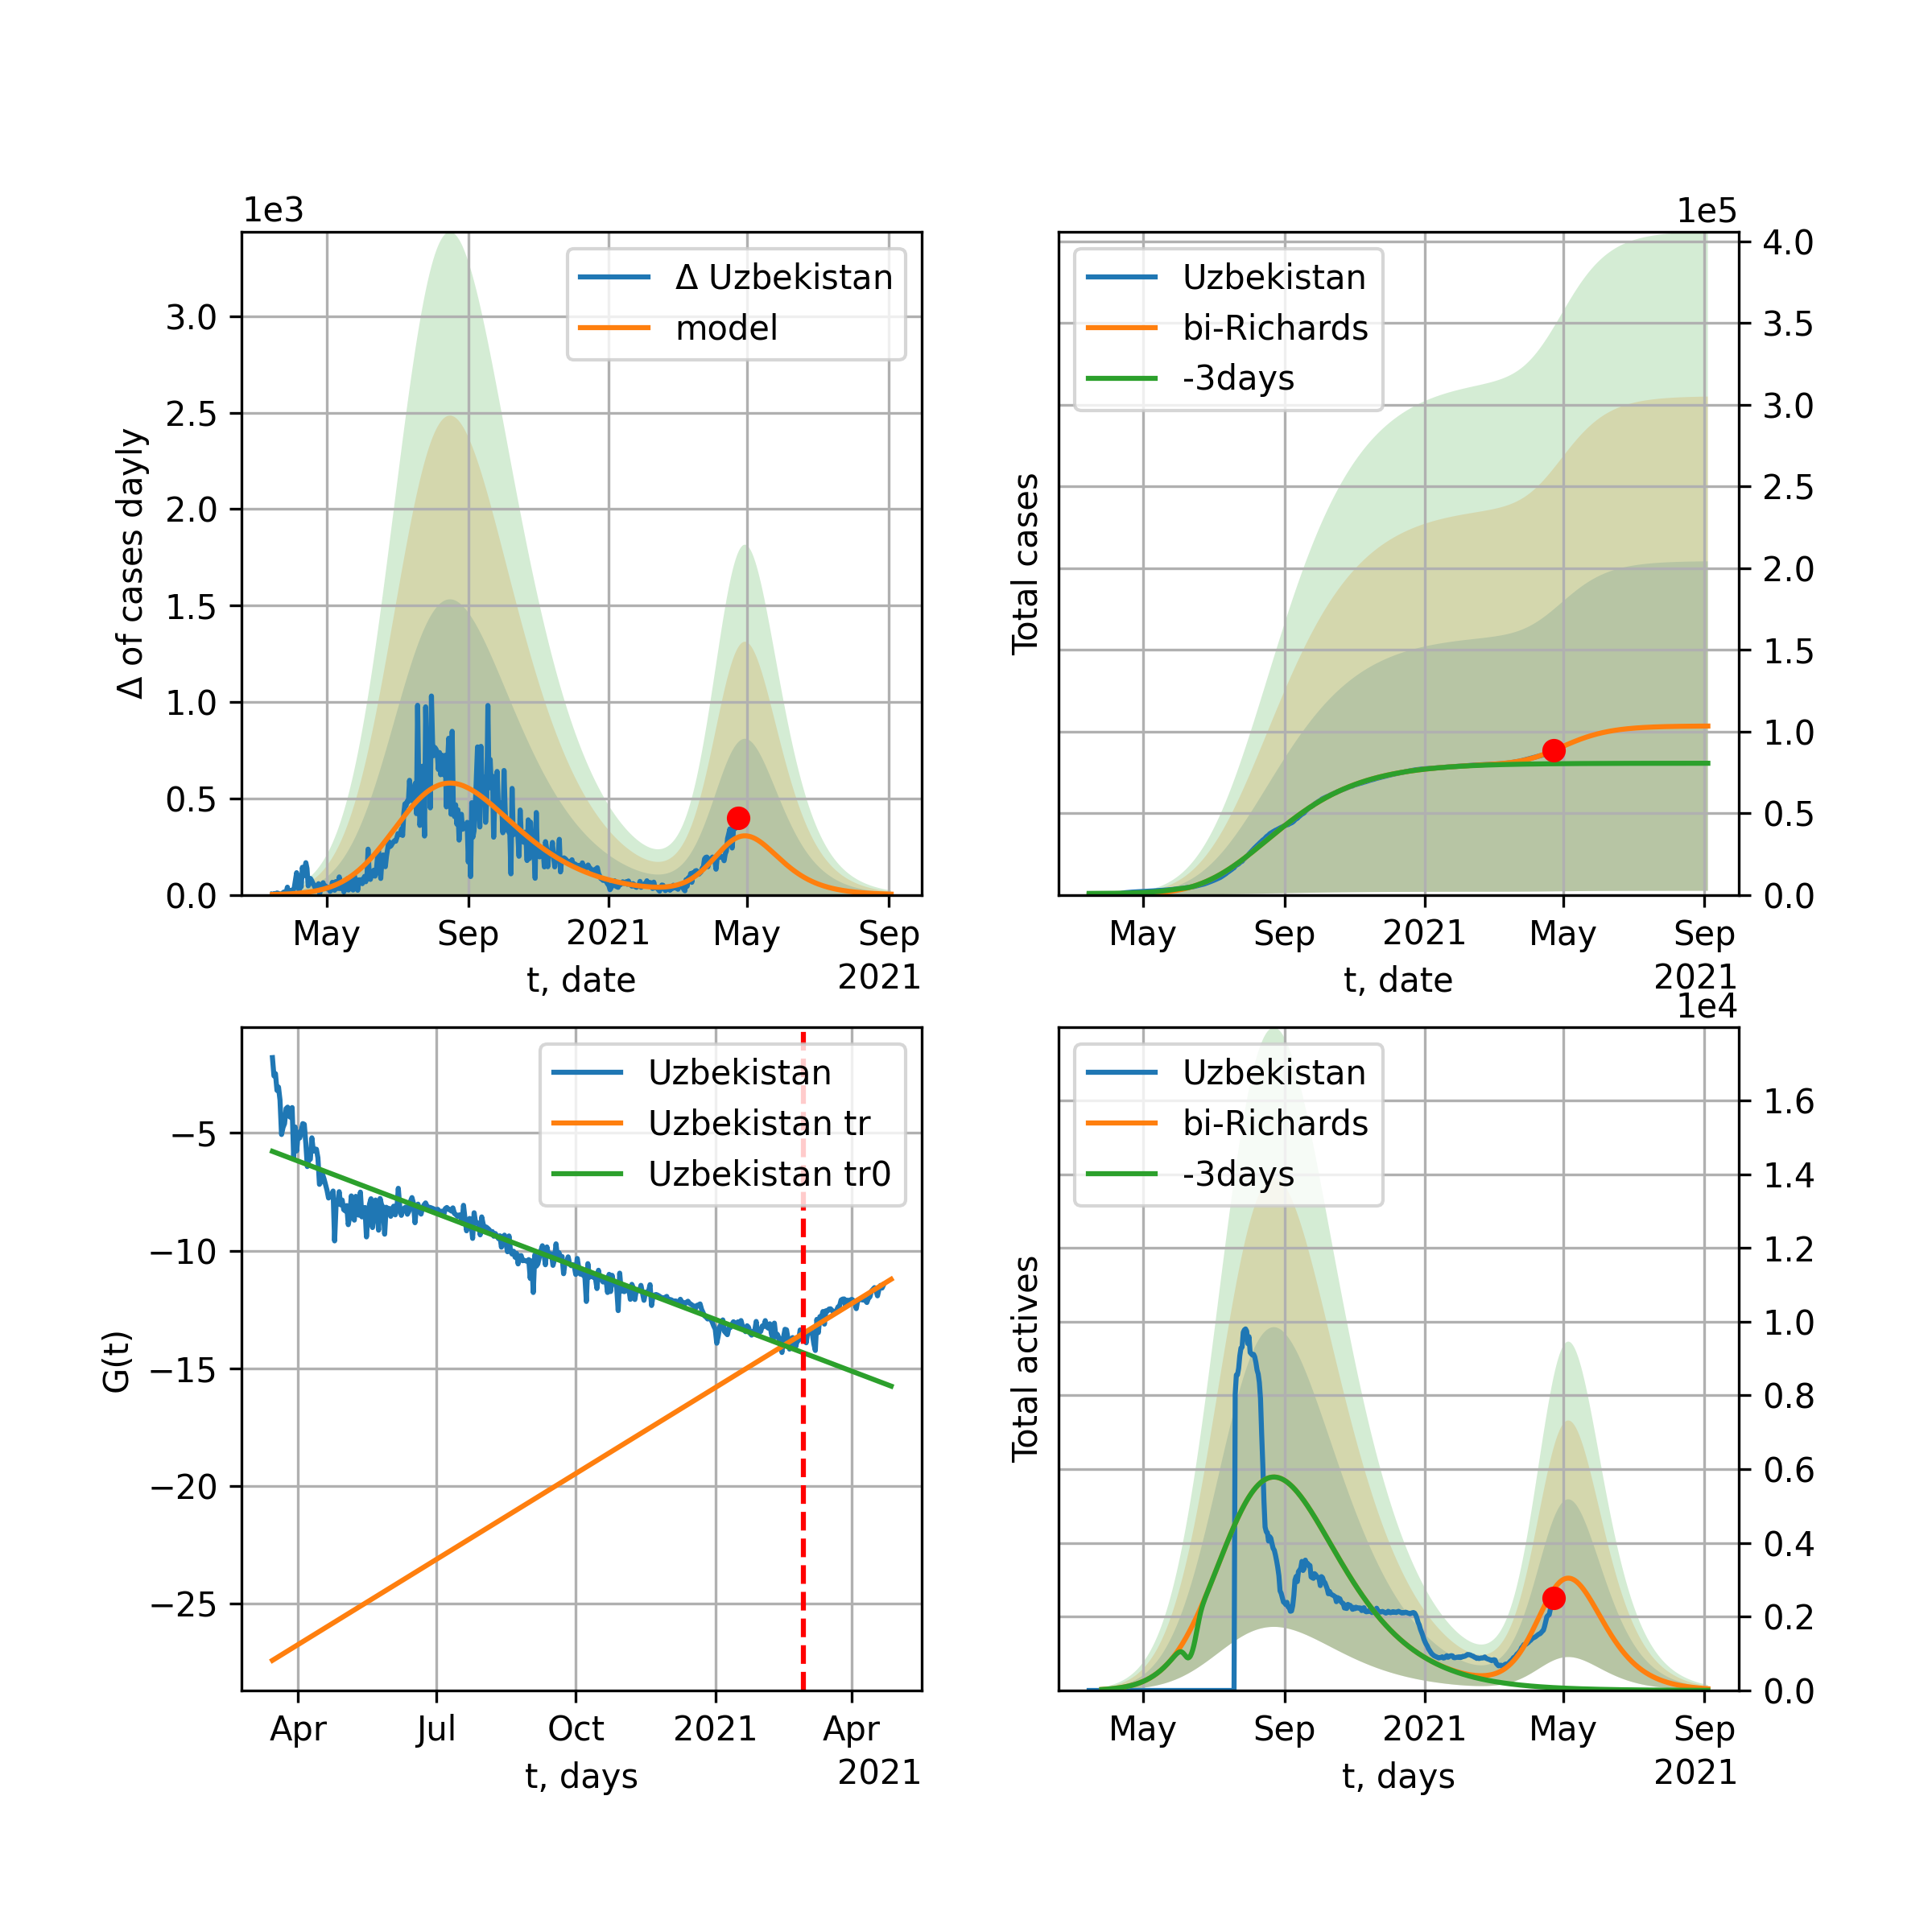 1e3
Δ of cases dayly
3.0
2.5
2.0
1.5
1.0
0.5
0.0
Δ Uzbekistan
model
May Sep 2021 May Sep
2021
t, date
1e5
Total cases
Uzbekistan
bi-Richards
-3days
4.0
3.5
3.0
2.5
2.0
1.5
1.0
0.5
0.0
May Sep 2021 May Sep
2021
t, date
G(t)
−5
−10
−15
−20
−25
Uzbekistan
Uzbekistan tr
Uzbekistan tr0
Apr Jul Oct 2021 Apr
2021
t, days
1e4
Total actives
Uzbekistan
bi-Richards
-3days
1.6
1.4
1.2
1.0
0.8
0.6
0.4
0.2
0.0
May Sep 2021 May Sep
2021
t, days